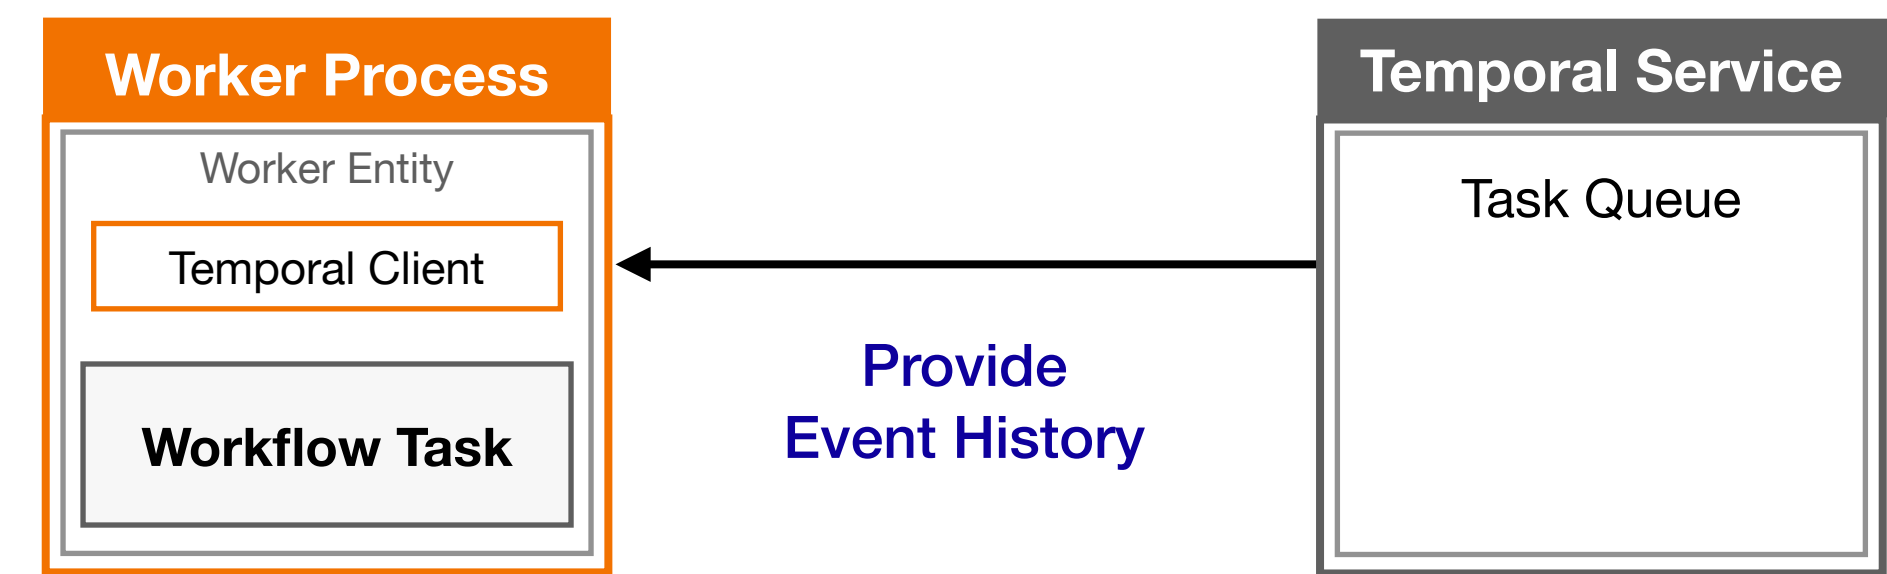 Worker Process
Worker Entity
Temporal Client
Workflow Task
Provide
Event History
Temporal Service
Task Queue